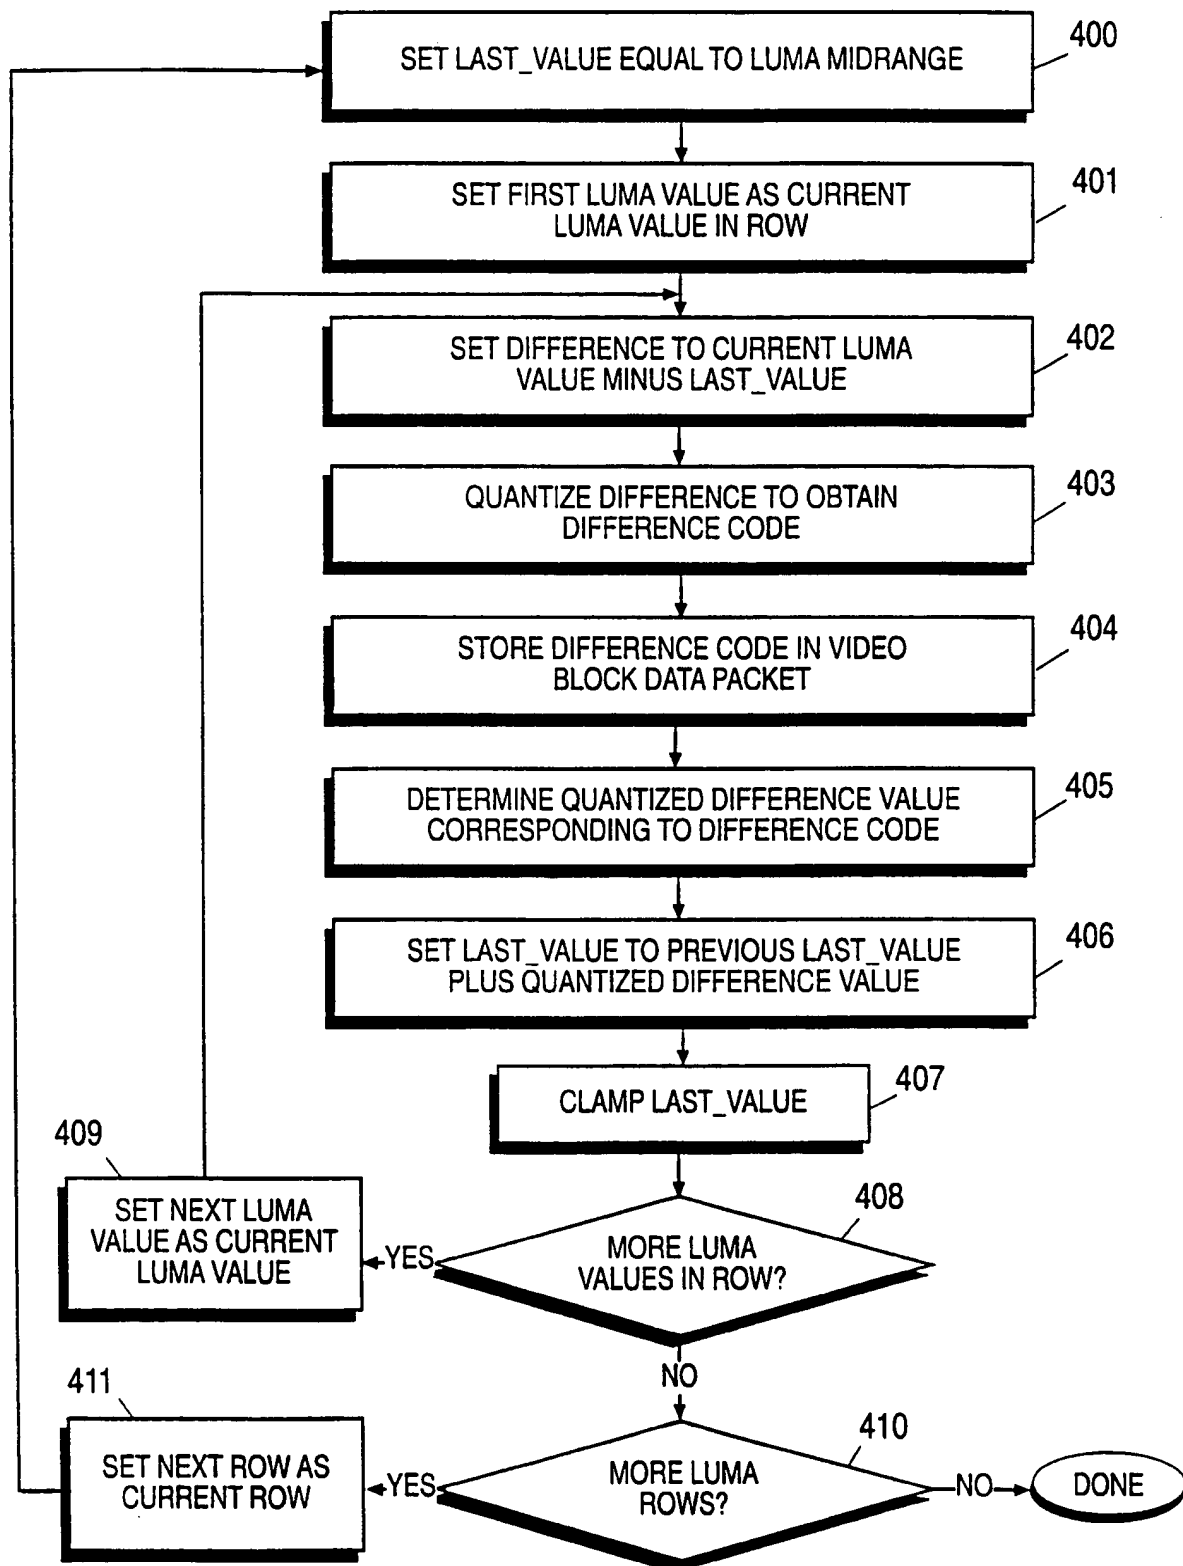 SET LAST_VALUE EQUAL TO LUMA MIDRANGE
400
SET FIRST LUMA VALUE AS CURRENT
LUMA VALUE IN ROW
401
SET DIFFERENCE TO CURRENT LUMA
VALUE MINUS LAST_VALUE
402
QUANTIZE DIFFERENCE TO OBTAIN
DIFFERENCE CODE
403
STORE DIFFERENCE CODE IN VIDEO
BLOCK DATA PACKET
404
DETERMINE QUANTIZED DIFFERENCE VALUE
CORRESPONDING TO DIFFERENCE CODE
405
SET LAST_VALUE TO PREVIOUS LAST_VALUE
PLUS QUANTIZED DIFFERENCE VALUE
406
CLAMP LAST_VALUE
407
MORE LUMA
VALUES IN ROW?
408
YES
409
SET NEXT LUMA
VALUE AS CURRENT
LUMA VALUE
NO
MORE LUMA
ROWS?
410
YES
411
SET NEXT ROW AS
CURRENT ROW
NO
DONE